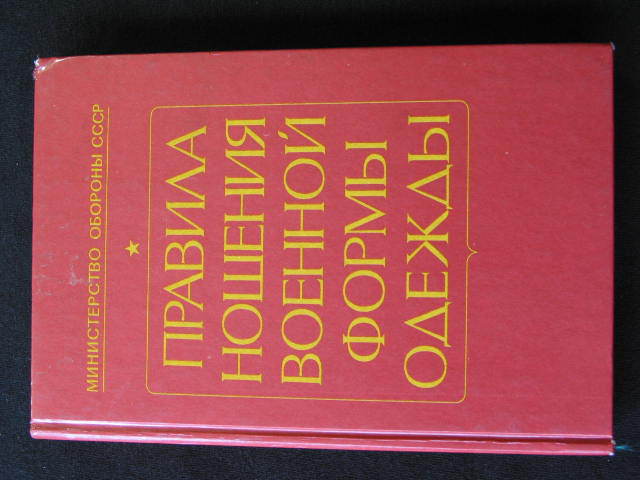 МИНИСТЕРСТВО ОБОРОНЫ СССР
ПРАВИЛА
НОШЕНИЯ
ВОЕННОЙ
ФОРМЫ
ОДЕЖДЫ